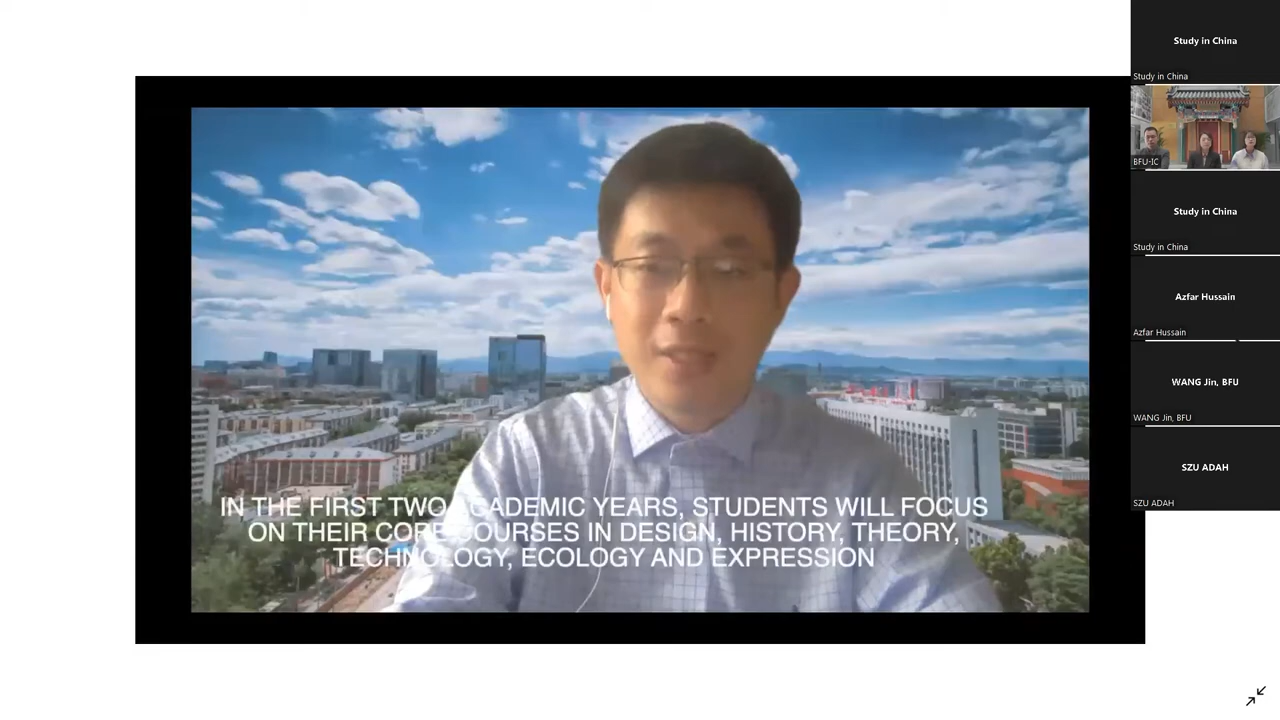 IN THE FIRST TWO ACADEMIC YEARS, STUDENTS WILL FOCUS
ON THEIR CORE COURSES IN DESIGN, HISTORY, THEORY,
TECHNOLOGY, ECOLOGY AND EXPRESSION
Study in China
Study in China
BFU-IC
Study in China
Study in China
Azfar Hussain
Azfar Hussain
WANG Jin, BFU
WANG Jin, BFU
SZU ADAH
SZU ADAH